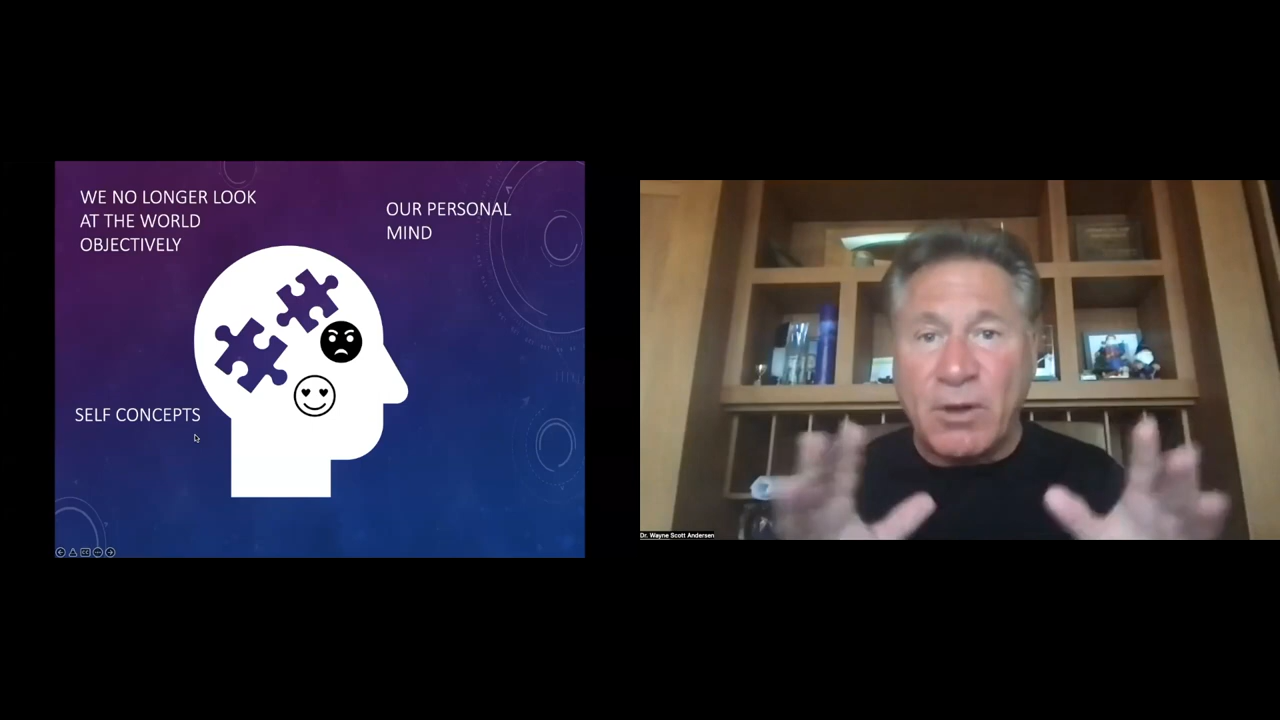 WE NO LONGER LOOK
AT THE WORLD
OBJECTIVELY
OUR PERSONAL
MIND
SELF CONCEPTS
Dr. Wayne Scott Andersen